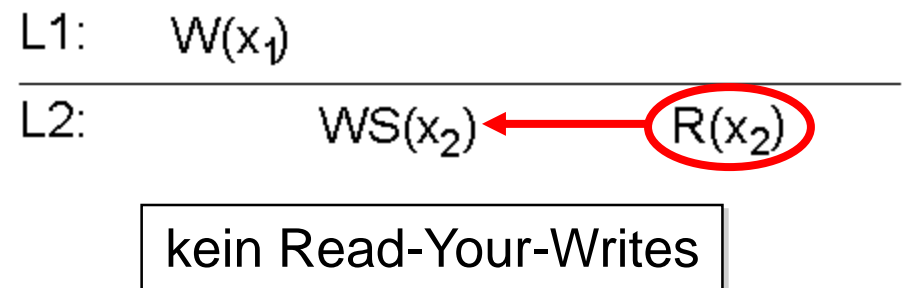 L1: W(x₁)
L2: WS(x₂) R(x₂)
kein Read-Your-Writes